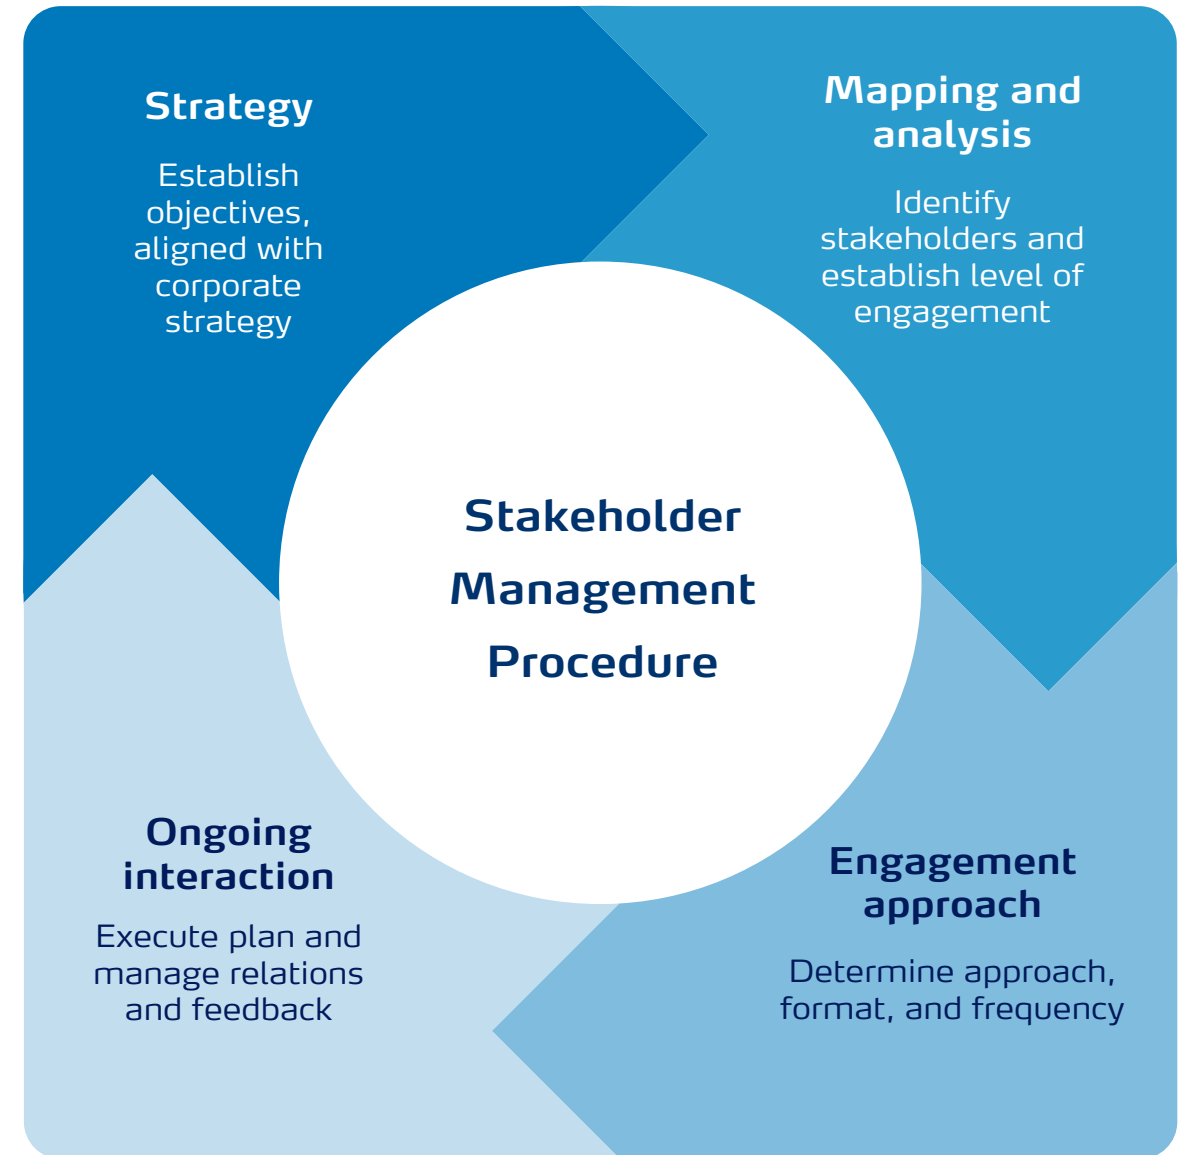 Strategy
Establish
objectives,
aligned with
corporate
strategy
Mapping and
analysis
Identify
stakeholders and
establish level of
engagement
Stakeholder
Management
Procedure
Ongoing
interaction
Execute plan and
manage relations
and feedback
Engagement
approach
Determine approach,
format, and frequency